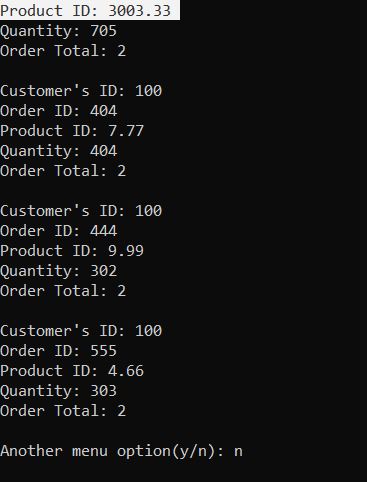 Product ID: 3003.33
Quantity: 705
Order Total: 2
Customer's ID: 100
Order ID: 404
Product ID: 7.77
Quantity: 404
Order Total: 2
Customer's ID: 100
Order ID: 444
Product ID: 9.99
Quantity: 302
Order Total: 2
Customer's ID: 100
Order ID: 555
Product ID: 4.66
Quantity: 303
Order Total: 2
Another menu option(y/n): n